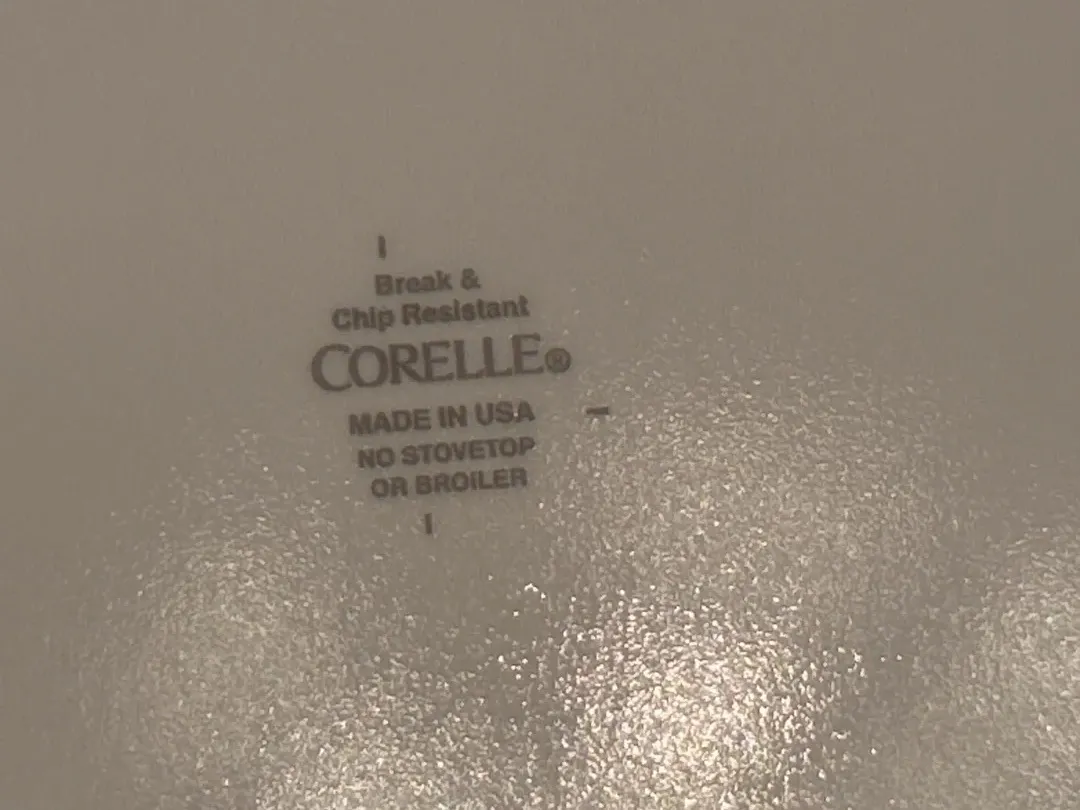 Break &
Chip Resistant
CORELLE®
MADE IN USA
NO STOVETOP
OR BROILER